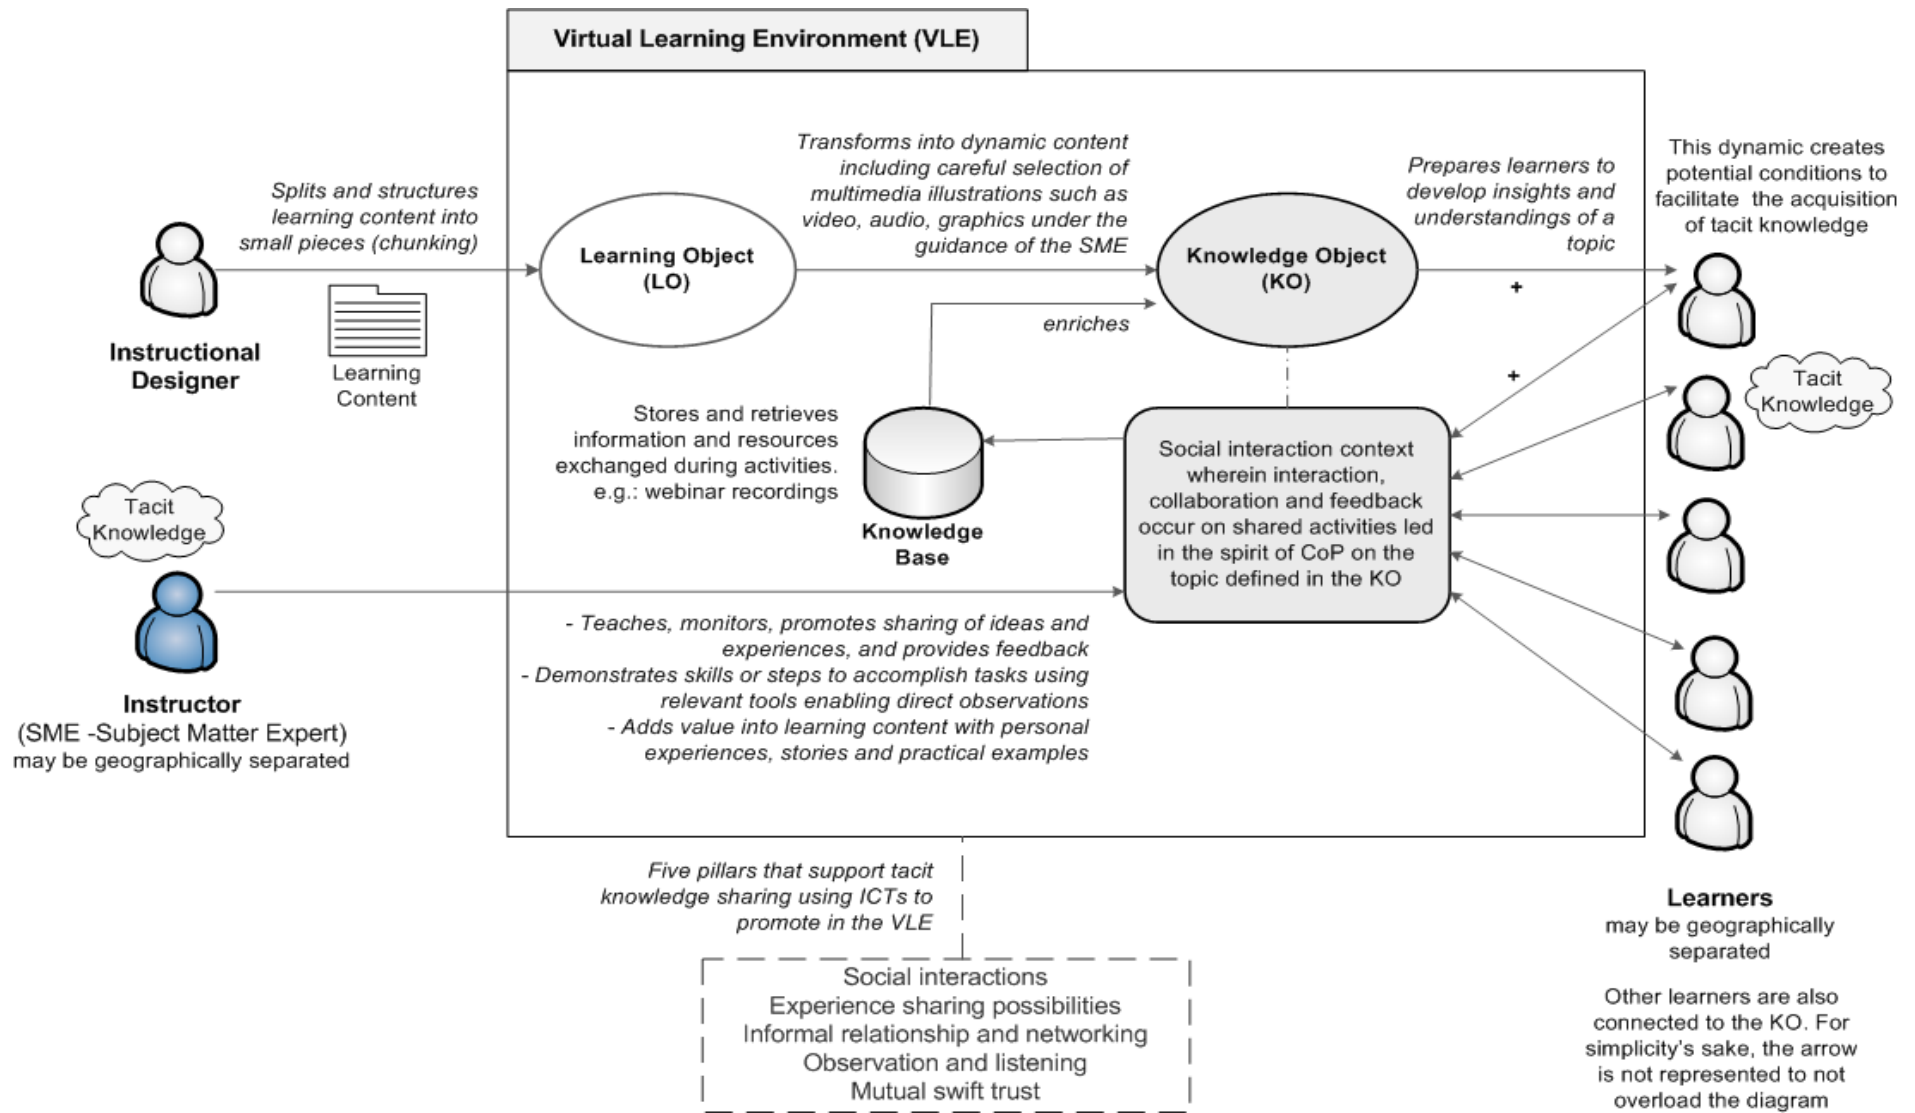 Virtual Learning Environment (VLE)
Splits and structures
learning content into
small pieces (chunking)
Instructional
Designer
Learning
Content
Learning Object
(LO)
Transforms into dynamic content
including careful selection of
multimedia illustrations such as
video, audio, graphics under the
guidance of the SME
Knowledge Object
(KO)
enriches
Prepares learners to
develop insights and
understandings of a
topic
+
+
This dynamic creates
potential conditions to
facilitate the acquisition
of tacit knowledge
Tacit
Knowledge
Stores and retrieves
information and resources
exchanged during activities.
e.g.: webinar recordings
Knowledge
Base
Social interaction context
wherein interaction,
collaboration and feedback
occur on shared activities led
in the spirit of CoP on the
topic defined in the KO
Tacit
Knowledge
Instructor
(SME -Subject Matter Expert)
may be geographically separated
- Teaches, monitors, promotes sharing of ideas and
experiences, and provides feedback
- Demonstrates skills or steps to accomplish tasks using
relevant tools enabling direct observations
- Adds value into learning content with personal
experiences, stories and practical examples
Five pillars that support tacit
knowledge sharing using ICTs to
promote in the VLE
Social interactions
Experience sharing possibilities
Informal relationship and networking
Observation and listening
Mutual swift trust
Learners
may be geographically
separated
Other learners are also
connected to the KO. For
simplicity's sake, the arrow
is not represented to not
overload the diagram